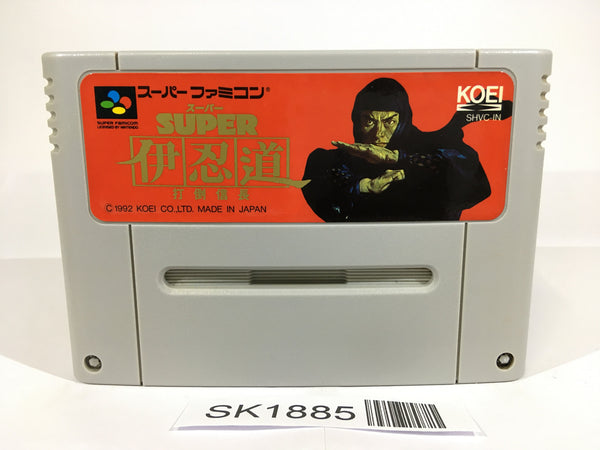 スーパーファミコン®
SUPER FAMICOM
LICENSED BY NINTENDO
スーパー
SUPER
伊忍道
打倒信長
© 1992 KOEI CO.,LTD. MADE IN JAPAN
KOEI
SHVC-IN
SK1885